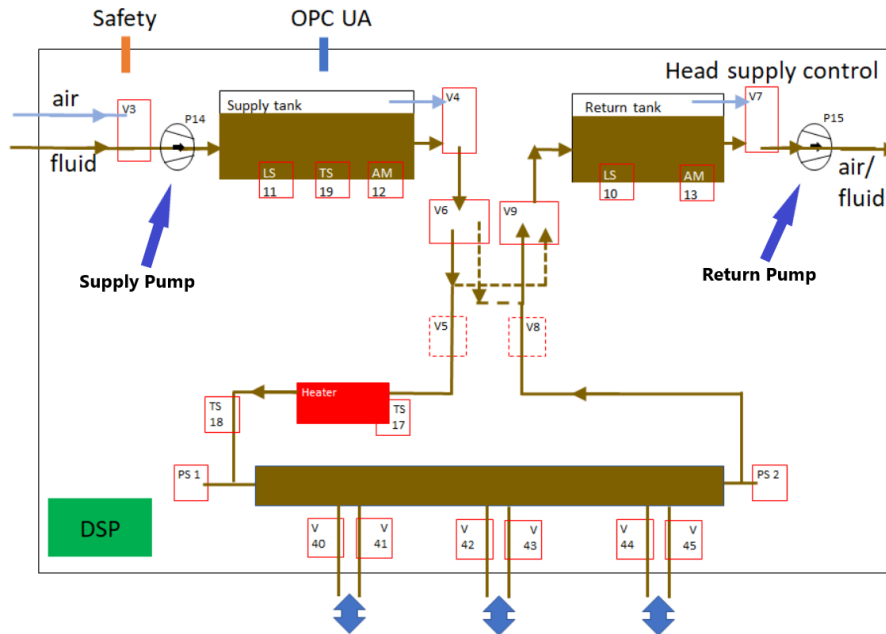 Safety
OPC UA
Head supply control
air
fluid
V3
P14
Supply tank
LS
11
TS
19
AM
12
V4
Return tank
LS
10
AM
13
V7
P15
air/
fluid
Supply Pump
Return Pump
V6
V9
V5
V8
Heater
TS
17
TS
18
PS 1
PS 2
DSP
V
40
V
41
V
42
V
43
V
44
V
45